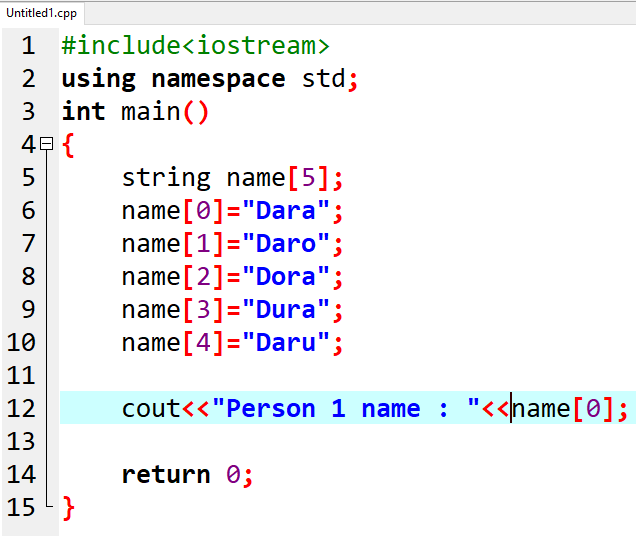 Untitled1.cpp
1 #include<iostream>
2 using namespace std;
3 int main()
4 {
5 string name[5];
6 name[0]="Dara";
7 name[1]="Daro";
8 name[2]="Dora";
9 name[3]="Dura";
10 name[4]="Daru";
11
12 cout<<"Person 1 name : "<<name[0];
13
14 return 0;
15 }